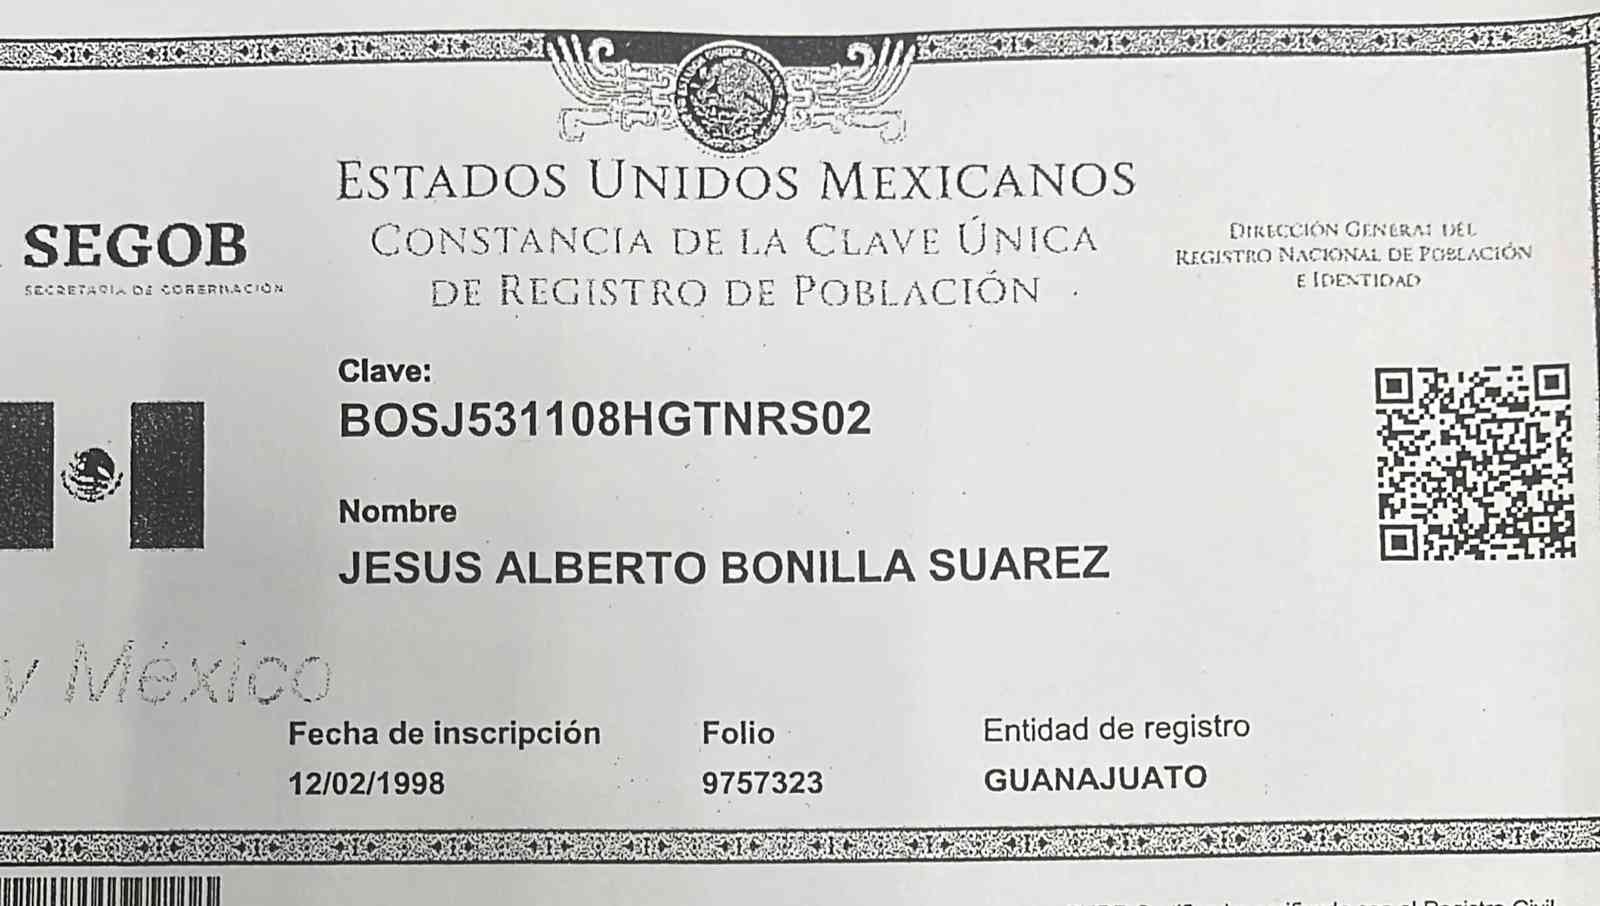 ESTADOS UNIDOS MEXICANOS
CONSTANCIA DE LA CLAVE ÚNICA
DE REGISTRO DE POBLACIÓN
SEGOB
SECRETARÍA DE GOBERNACIÓN
DIRECCIÓN GENERAL DEL
REGISTRO NACIONAL DE POBLACIÓN
E IDENTIDAD
Clave:
BOSJ531108HGTNRS02
Nombre
JESUS ALBERTO BONILLA SUAREZ
y México
Fecha de inscripción Folio Entidad de registro
12/02/1998 9757323 GUANAJUATO